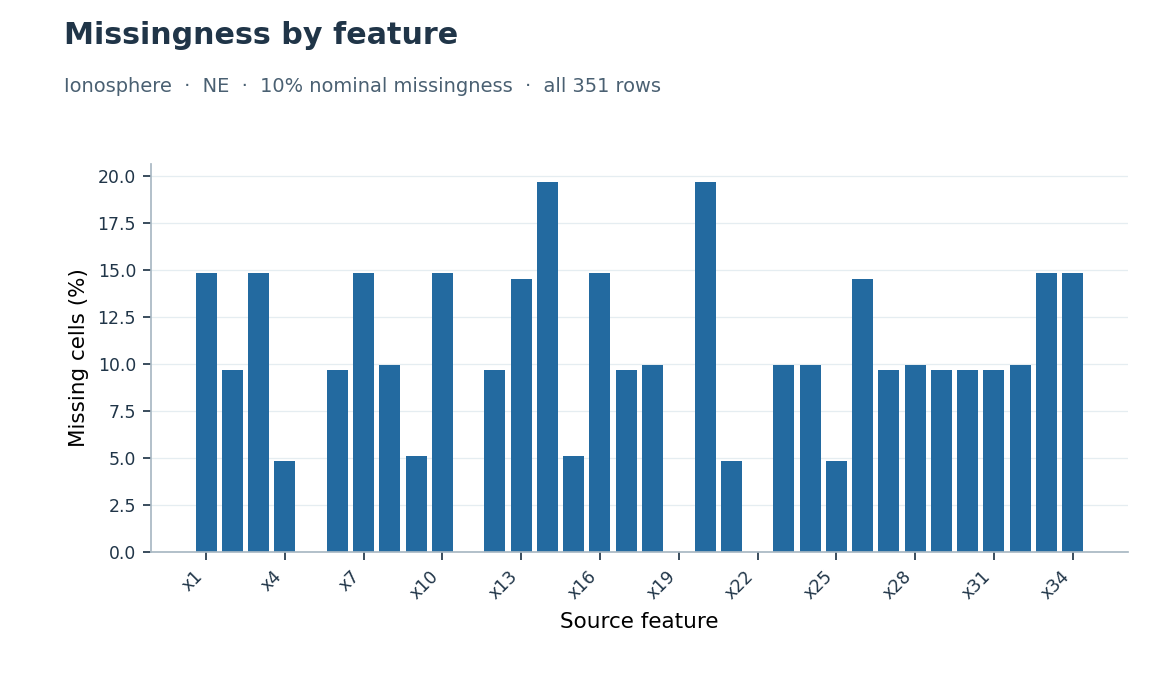 Missingness by feature
Ionosphere · NE · 10% nominal missingness · all 351 rows
20.0
17.5
15.0
12.5
10.0
7.5
5.0
2.5
0.0
Missing cells (%)
x1 x4 x7 x10 x13 x16 x19 x22 x25 x28 x31 x34
Source feature